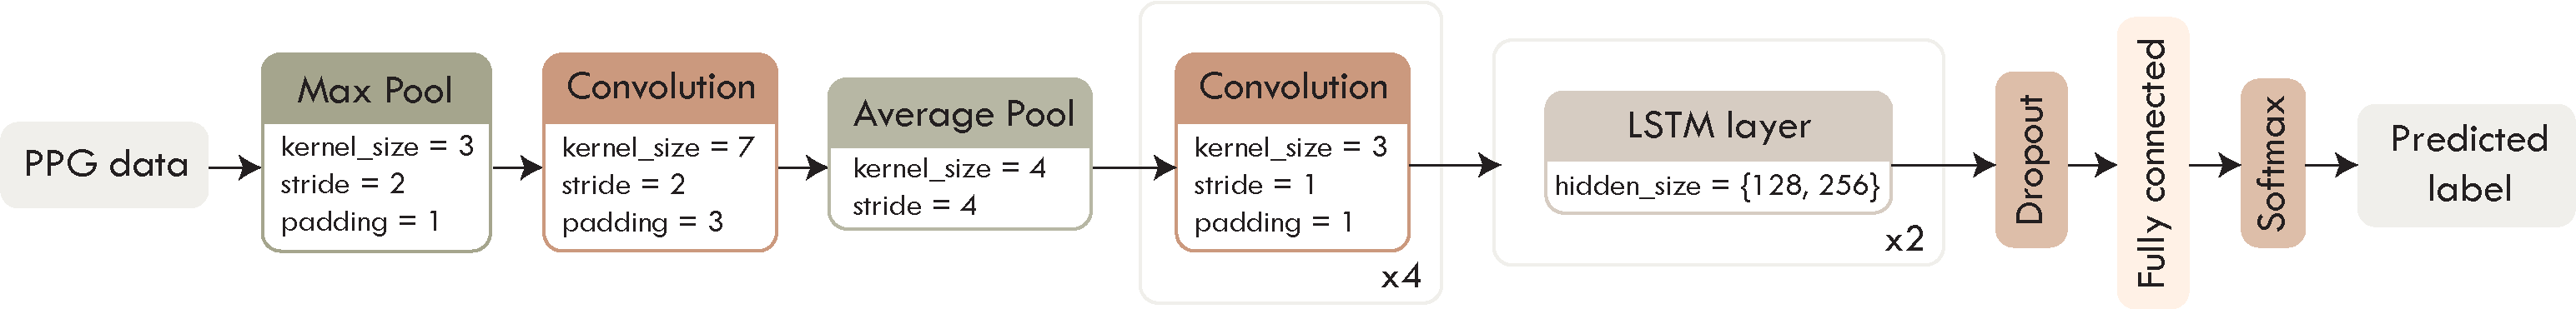 PPG data
Max Pool
kernel_size = 3
stride = 2
padding = 1
Convolution
kernel_size = 7
stride = 2
padding = 3
Average Pool
kernel_size = 4
stride = 4
Convolution
kernel_size = 3
stride = 1
padding = 1
x4
LSTM layer
hidden_size = {128, 256}
x2
Dropout
Fully connected
Softmax
Predicted
label